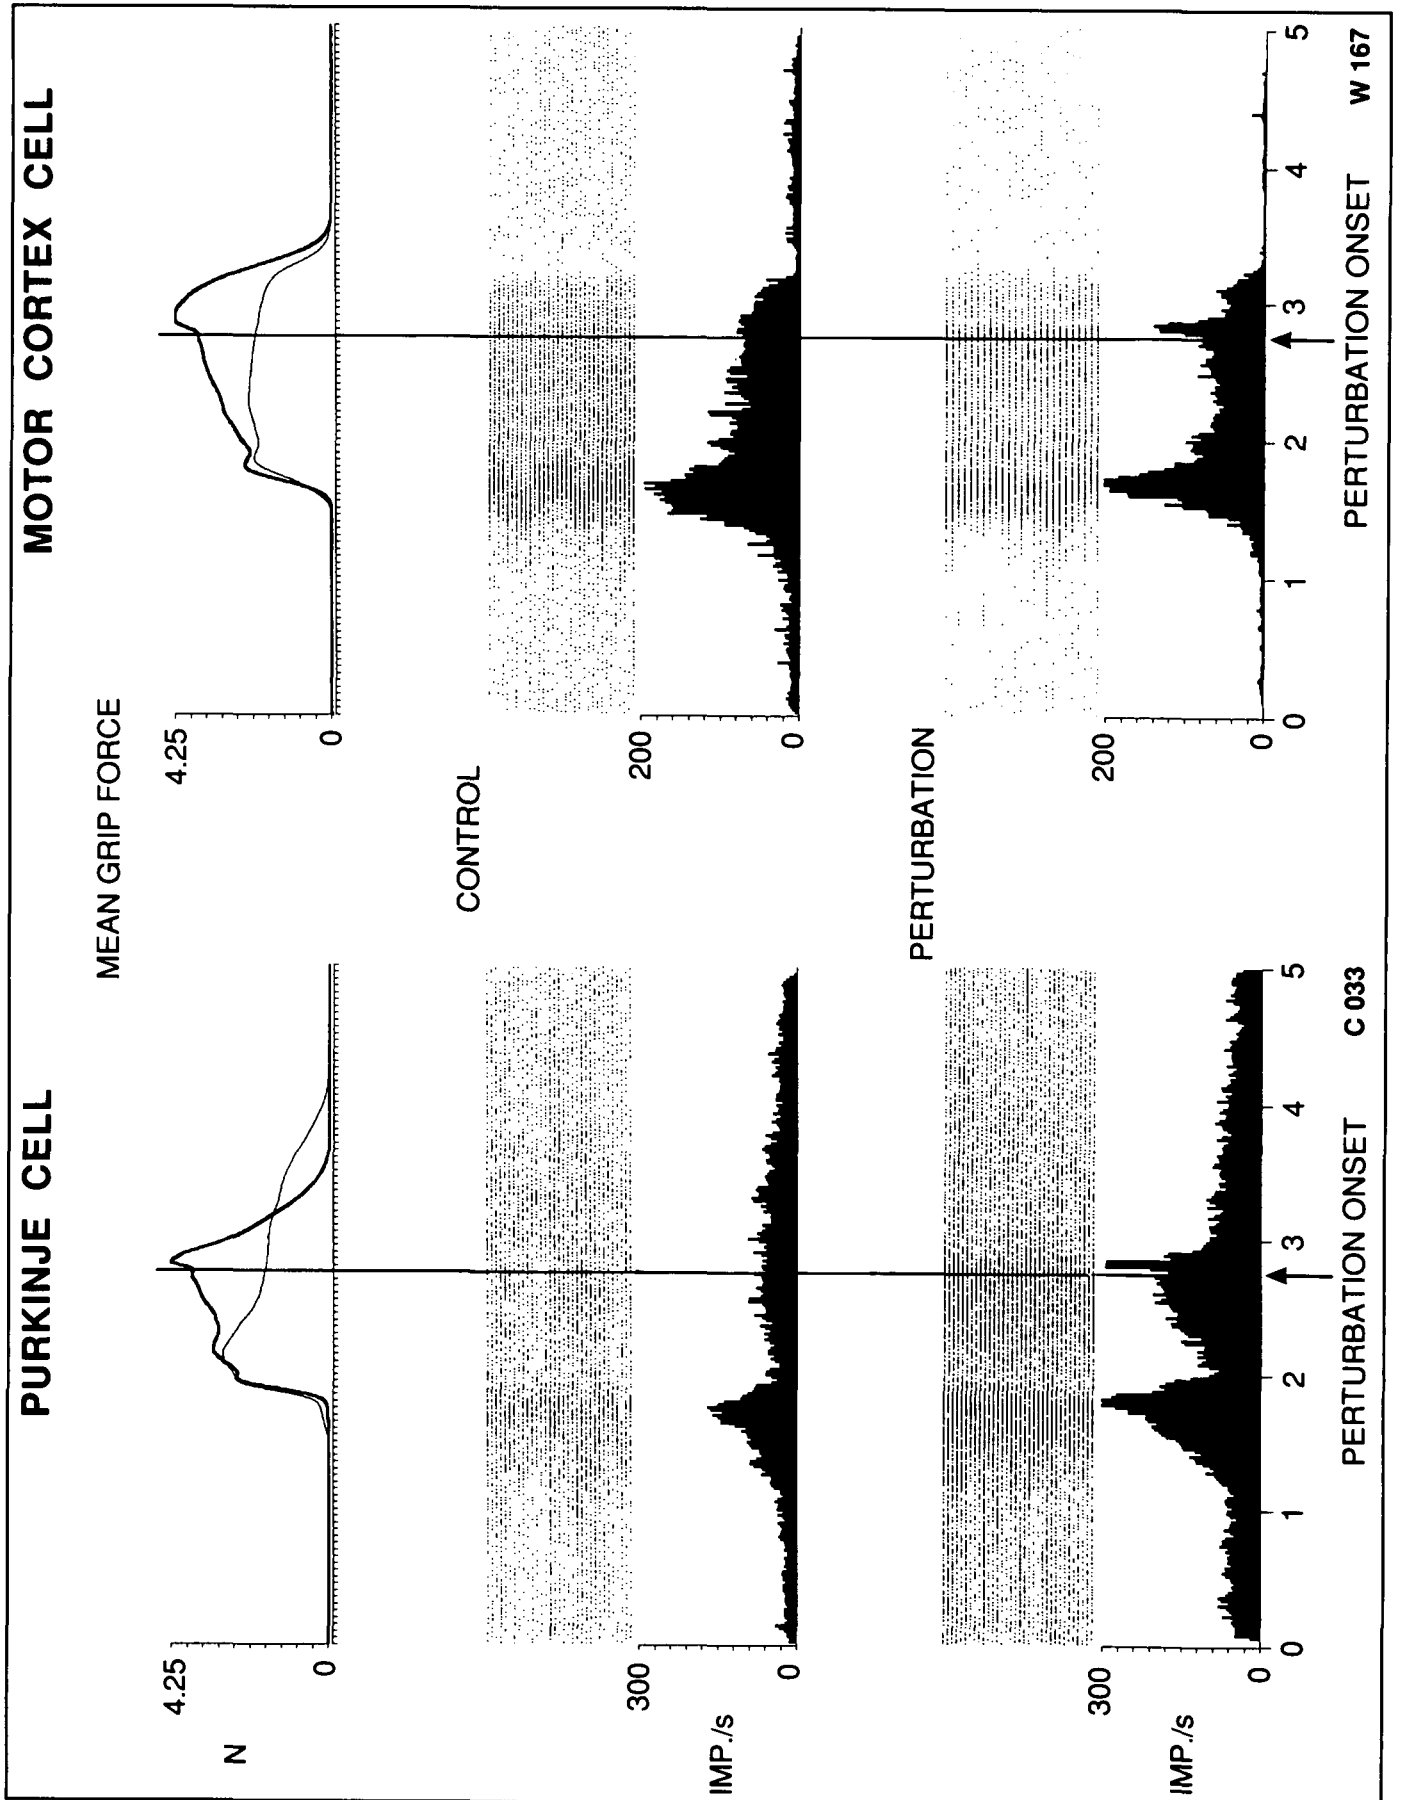 PURKINJE CELL
MOTOR CORTEX CELL
MEAN GRIP FORCE
N
4.25
0
4.25
0
CONTROL
IMP./s
300
0
200
0
PERTURBATION
IMP./s
300
0
200
0
0 1 2 3 4 5
0 1 2 3 4 5
PERTURBATION ONSET C 033
PERTURBATION ONSET W 167